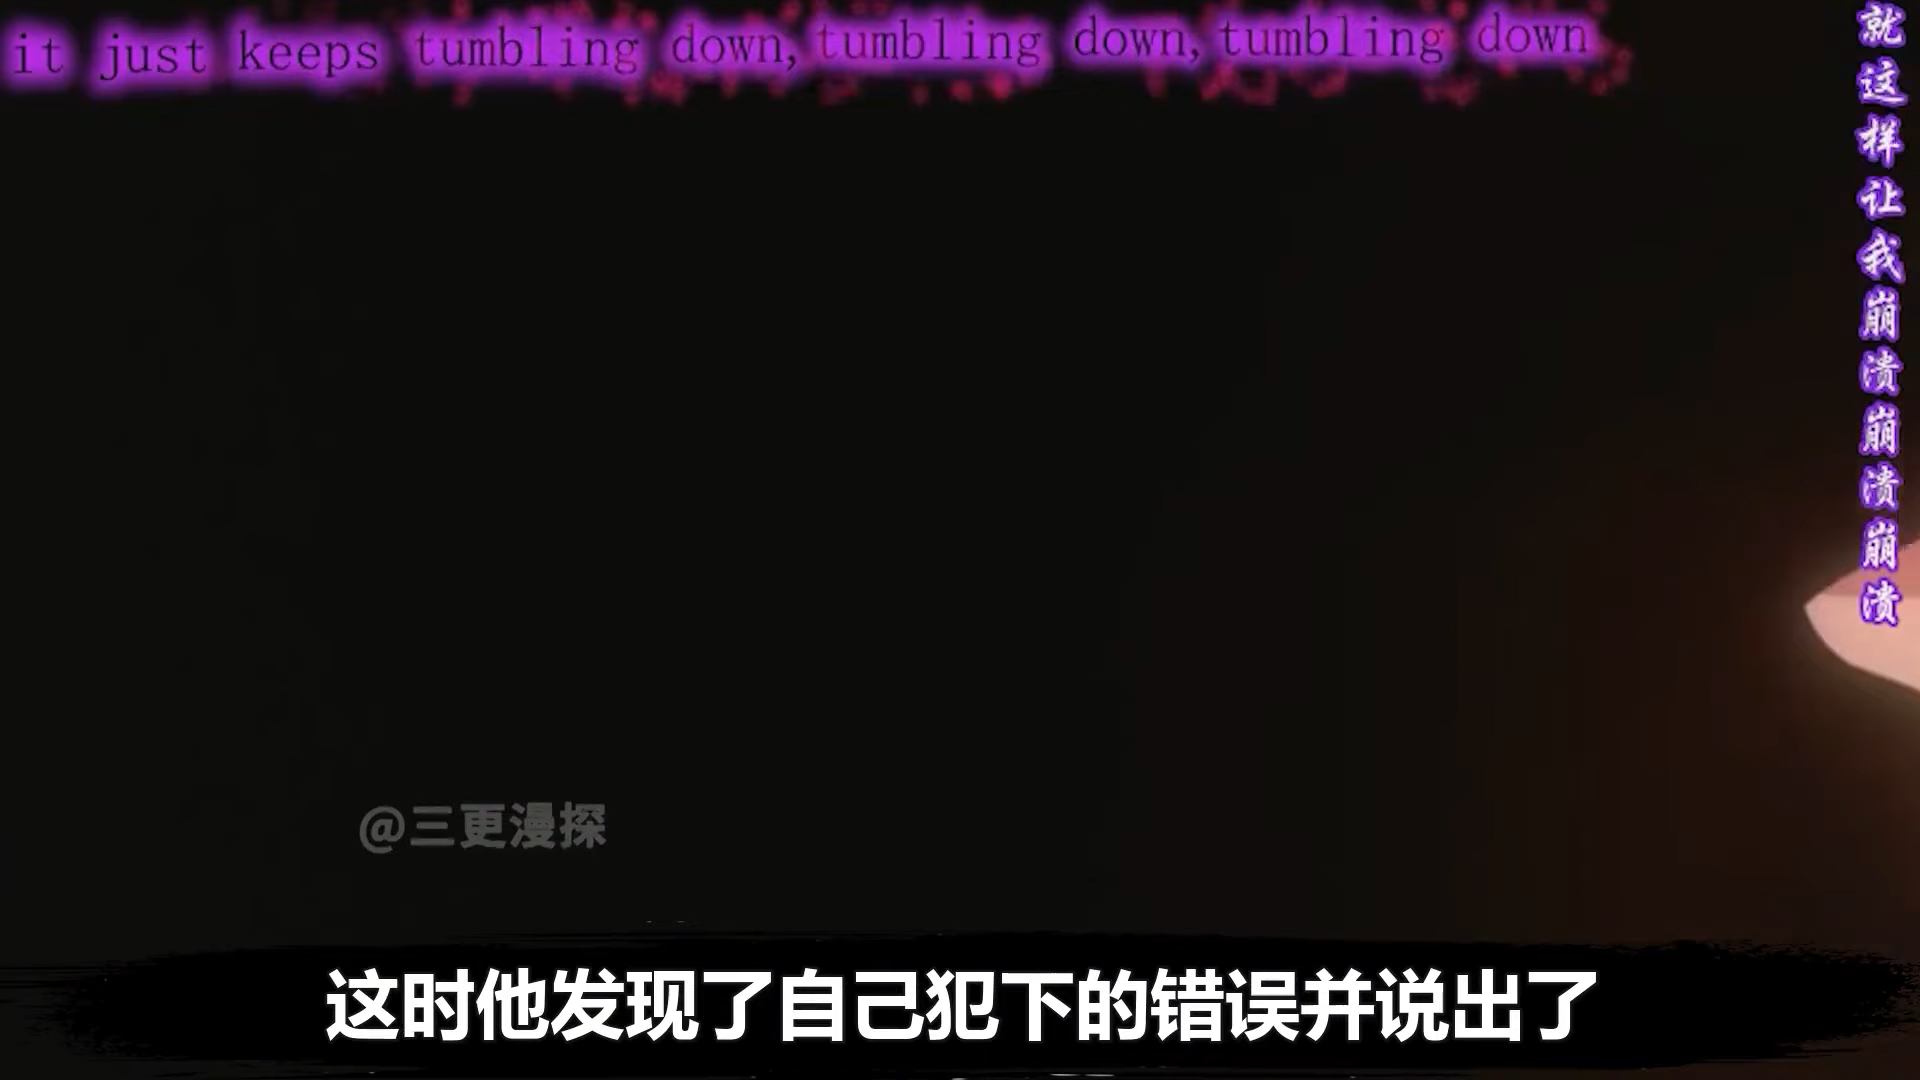 it just keeps tumbling down,tumbling down,tumbling down
就这样让我崩溃崩溃崩溃
@三更漫探
这时他发现了自己犯下的错误并说出了